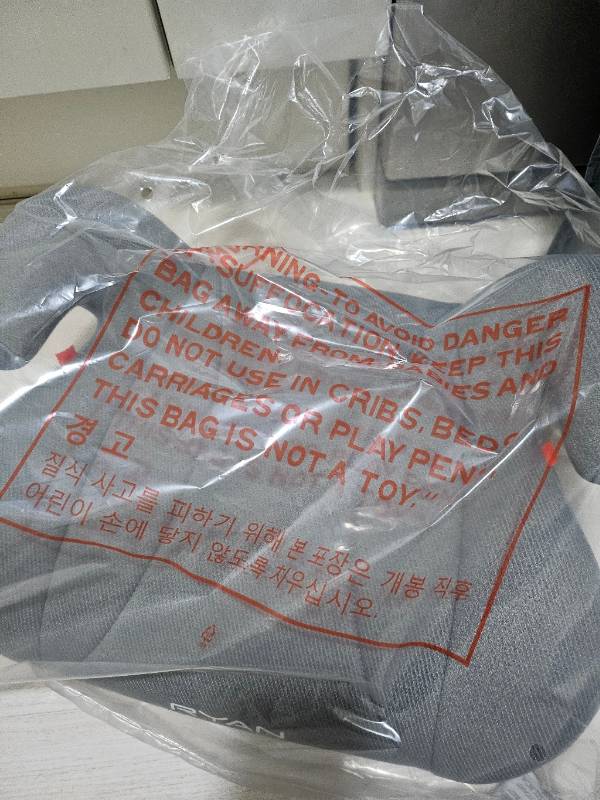 WARNING-TO AVOID DANGER
OF SUFFOCATION KEEP THIS
BAG AWAY FROM BABIES AND
CHILDREN.
DO NOT USE IN CRIBS, BEDS
CARRIAGES OR PLAY PEN"
THIS BAG IS NOT A TOY."
경고
질식 사고를 피하기 위해 본 포장은 개봉 직후
어린이 손에 닿지 않도록 치우십시오.
RYAN